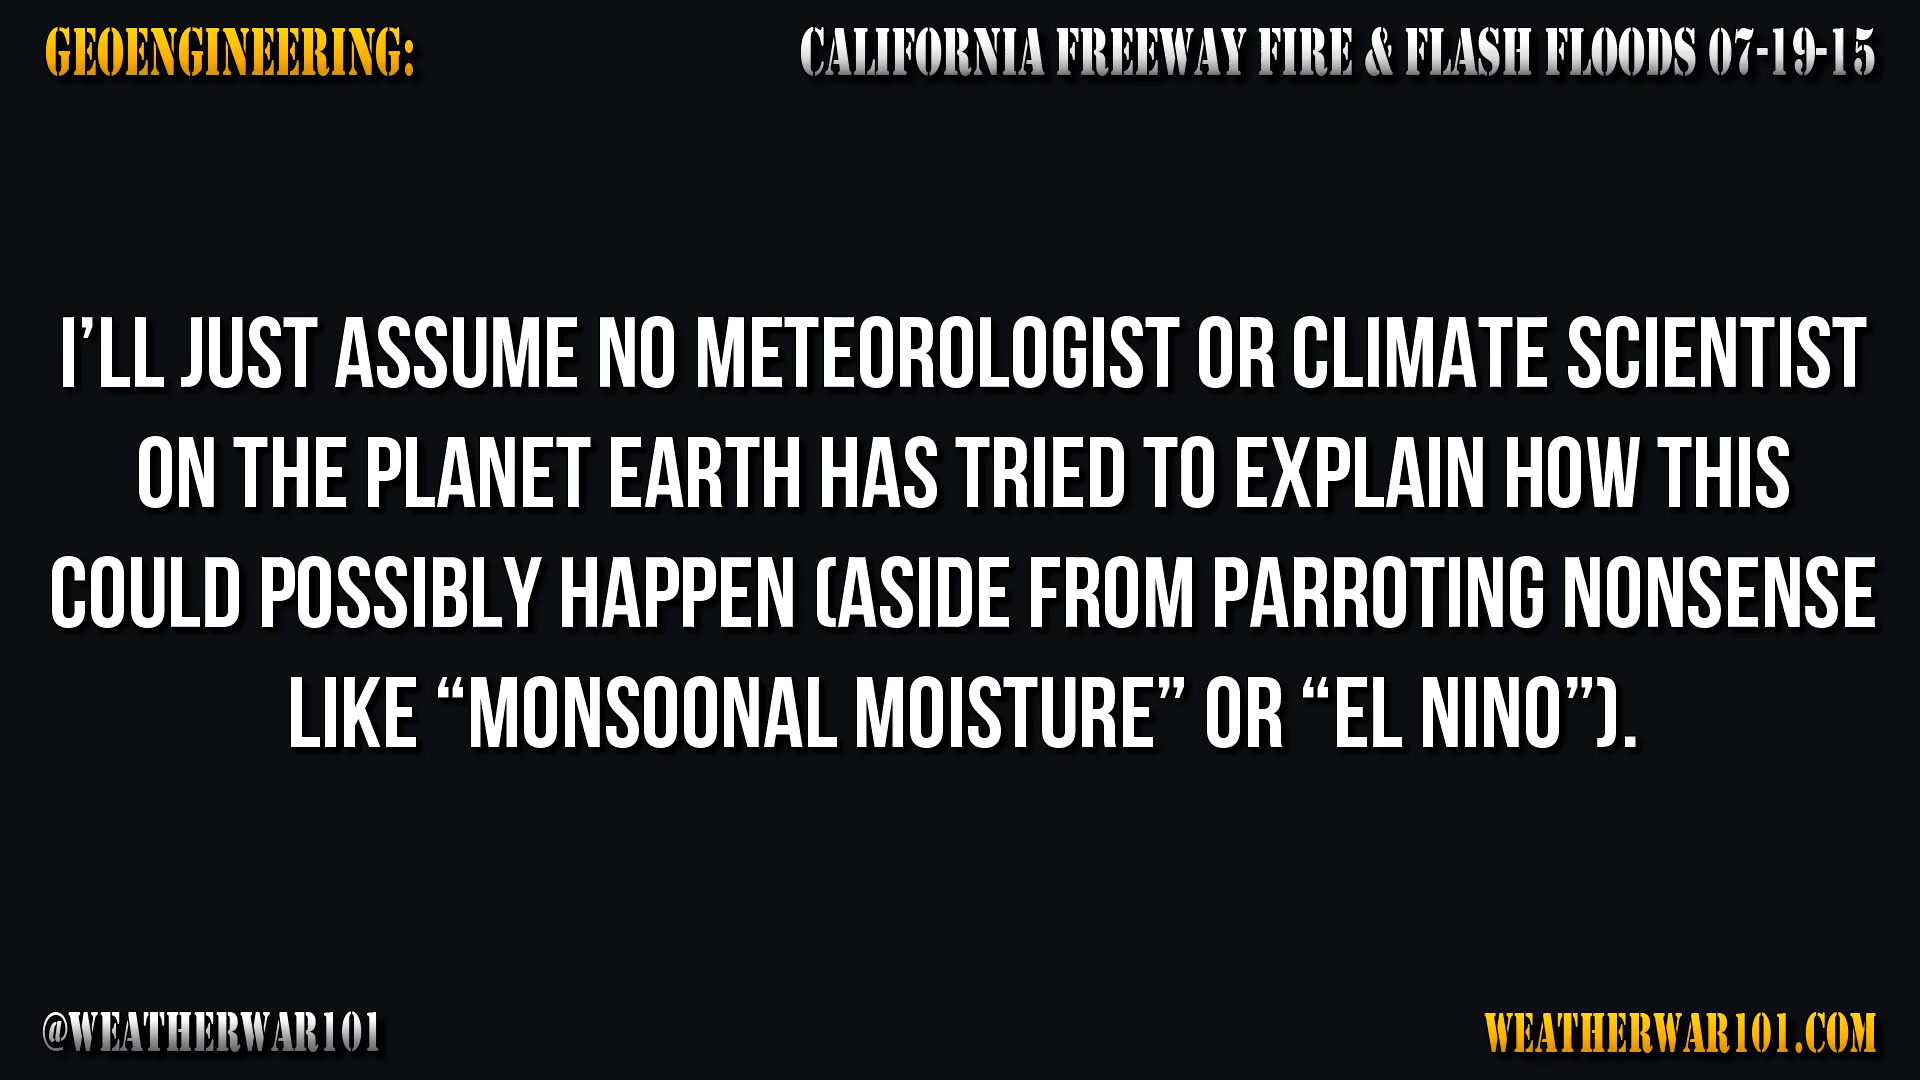 GEOENGINEERING:
CALIFORNIA FREEWAY FIRE & FLASH FLOODS 07-19-15
I’LL JUST ASSUME NO METEOROLOGIST OR CLIMATE SCIENTIST
ON THE PLANET EARTH HAS TRIED TO EXPLAIN HOW THIS
COULD POSSIBLY HAPPEN (ASIDE FROM PARROTING NONSENSE
LIKE “MONSOONAL MOISTURE” OR “EL NINO”).
@WEATHERWAR101
WEATHERWAR101.COM